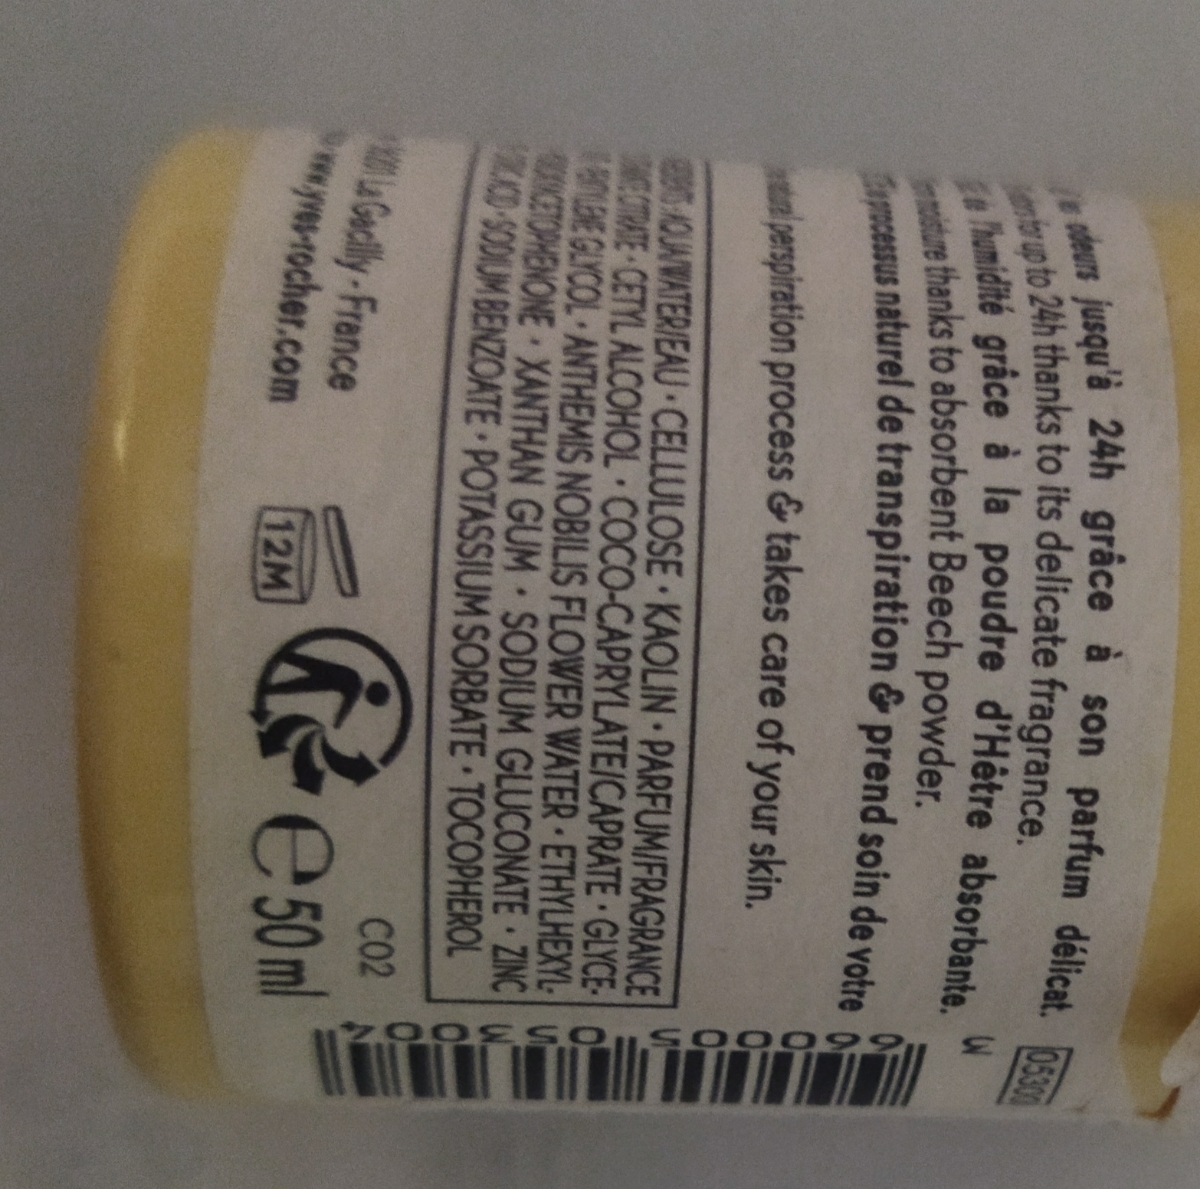 odeurs jusqu'à 24h grâce à son parfum délicat.
up to 24h thanks to its delicate fragrance.
l'humidité grâce à la poudre d'Hêtre absorbante.
moisture thanks to absorbent Beech powder.
processus naturel de transpiration & prend soin de votre
natural perspiration process & takes care of your skin.
AQUA/WATER/EAU · CELLULOSE · KAOLIN · PARFUM/FRAGRANCE
CITRATE · CETYL ALCOHOL · COCO-CAPRYLATE/CAPRATE · GLYCE-
GLYCOL · ANTHEMIS NOBILIS FLOWER WATER · ETHYLHEXYL-
XANTHAN GUM · SODIUM GLUCONATE · ZINC
SODIUM BENZOATE · POTASSIUM SORBATE · TOCOPHEROL
La Gacilly - France
www.yves-rocher.com
12M
C02
e 50 ml
05300
3